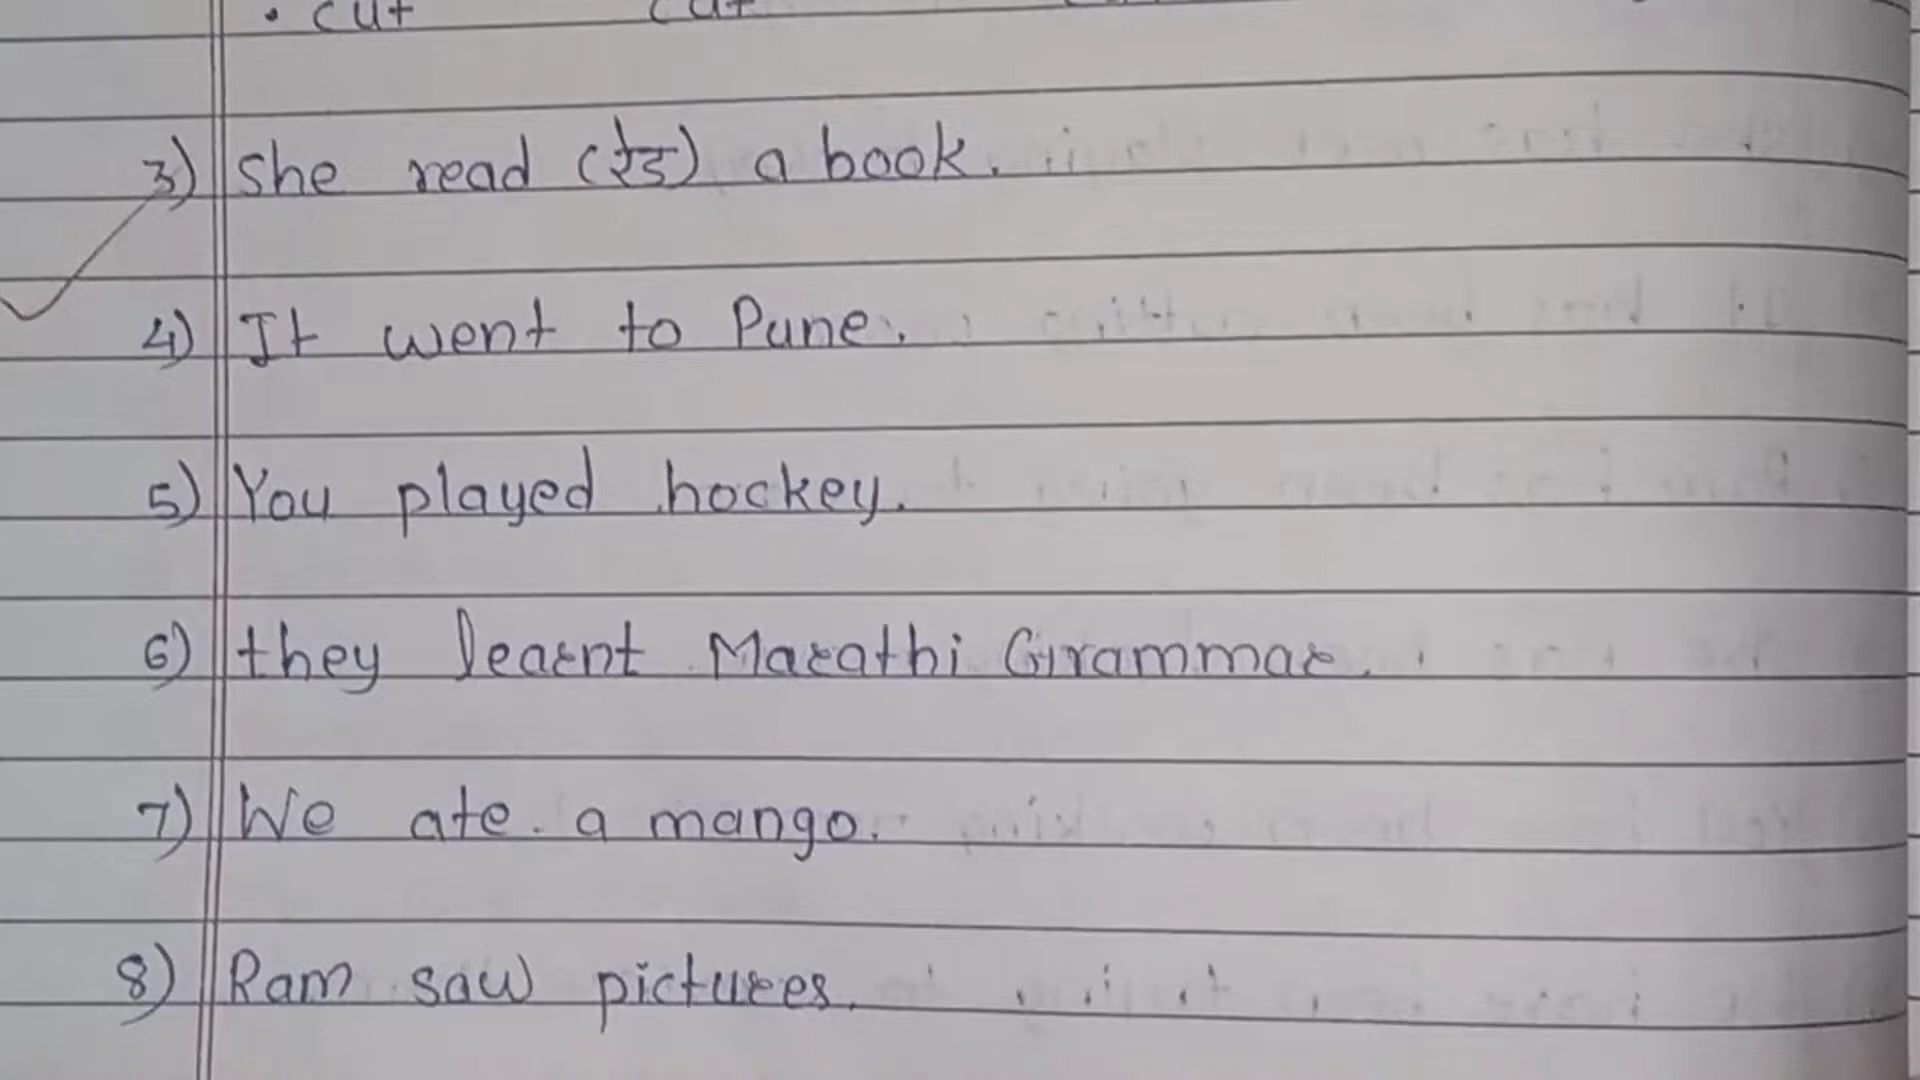 • cut cut
3) She read (रेड) a book.
4) It went to Pune.
5) You played hockey.
6) they learnt Marathi Grammar.
7) We ate a mango.
8) Ram saw pictures.